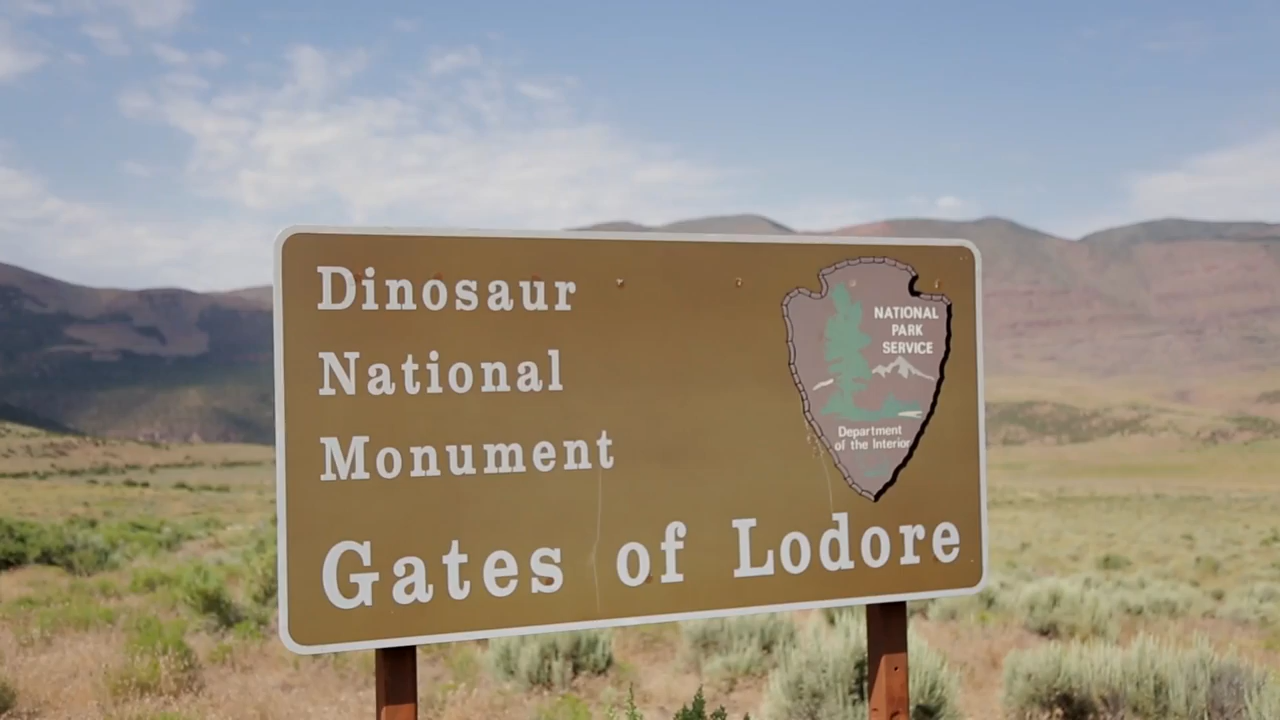 Dinosaur
National
Monument
Gates of Lodore
NATIONAL
PARK
SERVICE
Department
of the Interior